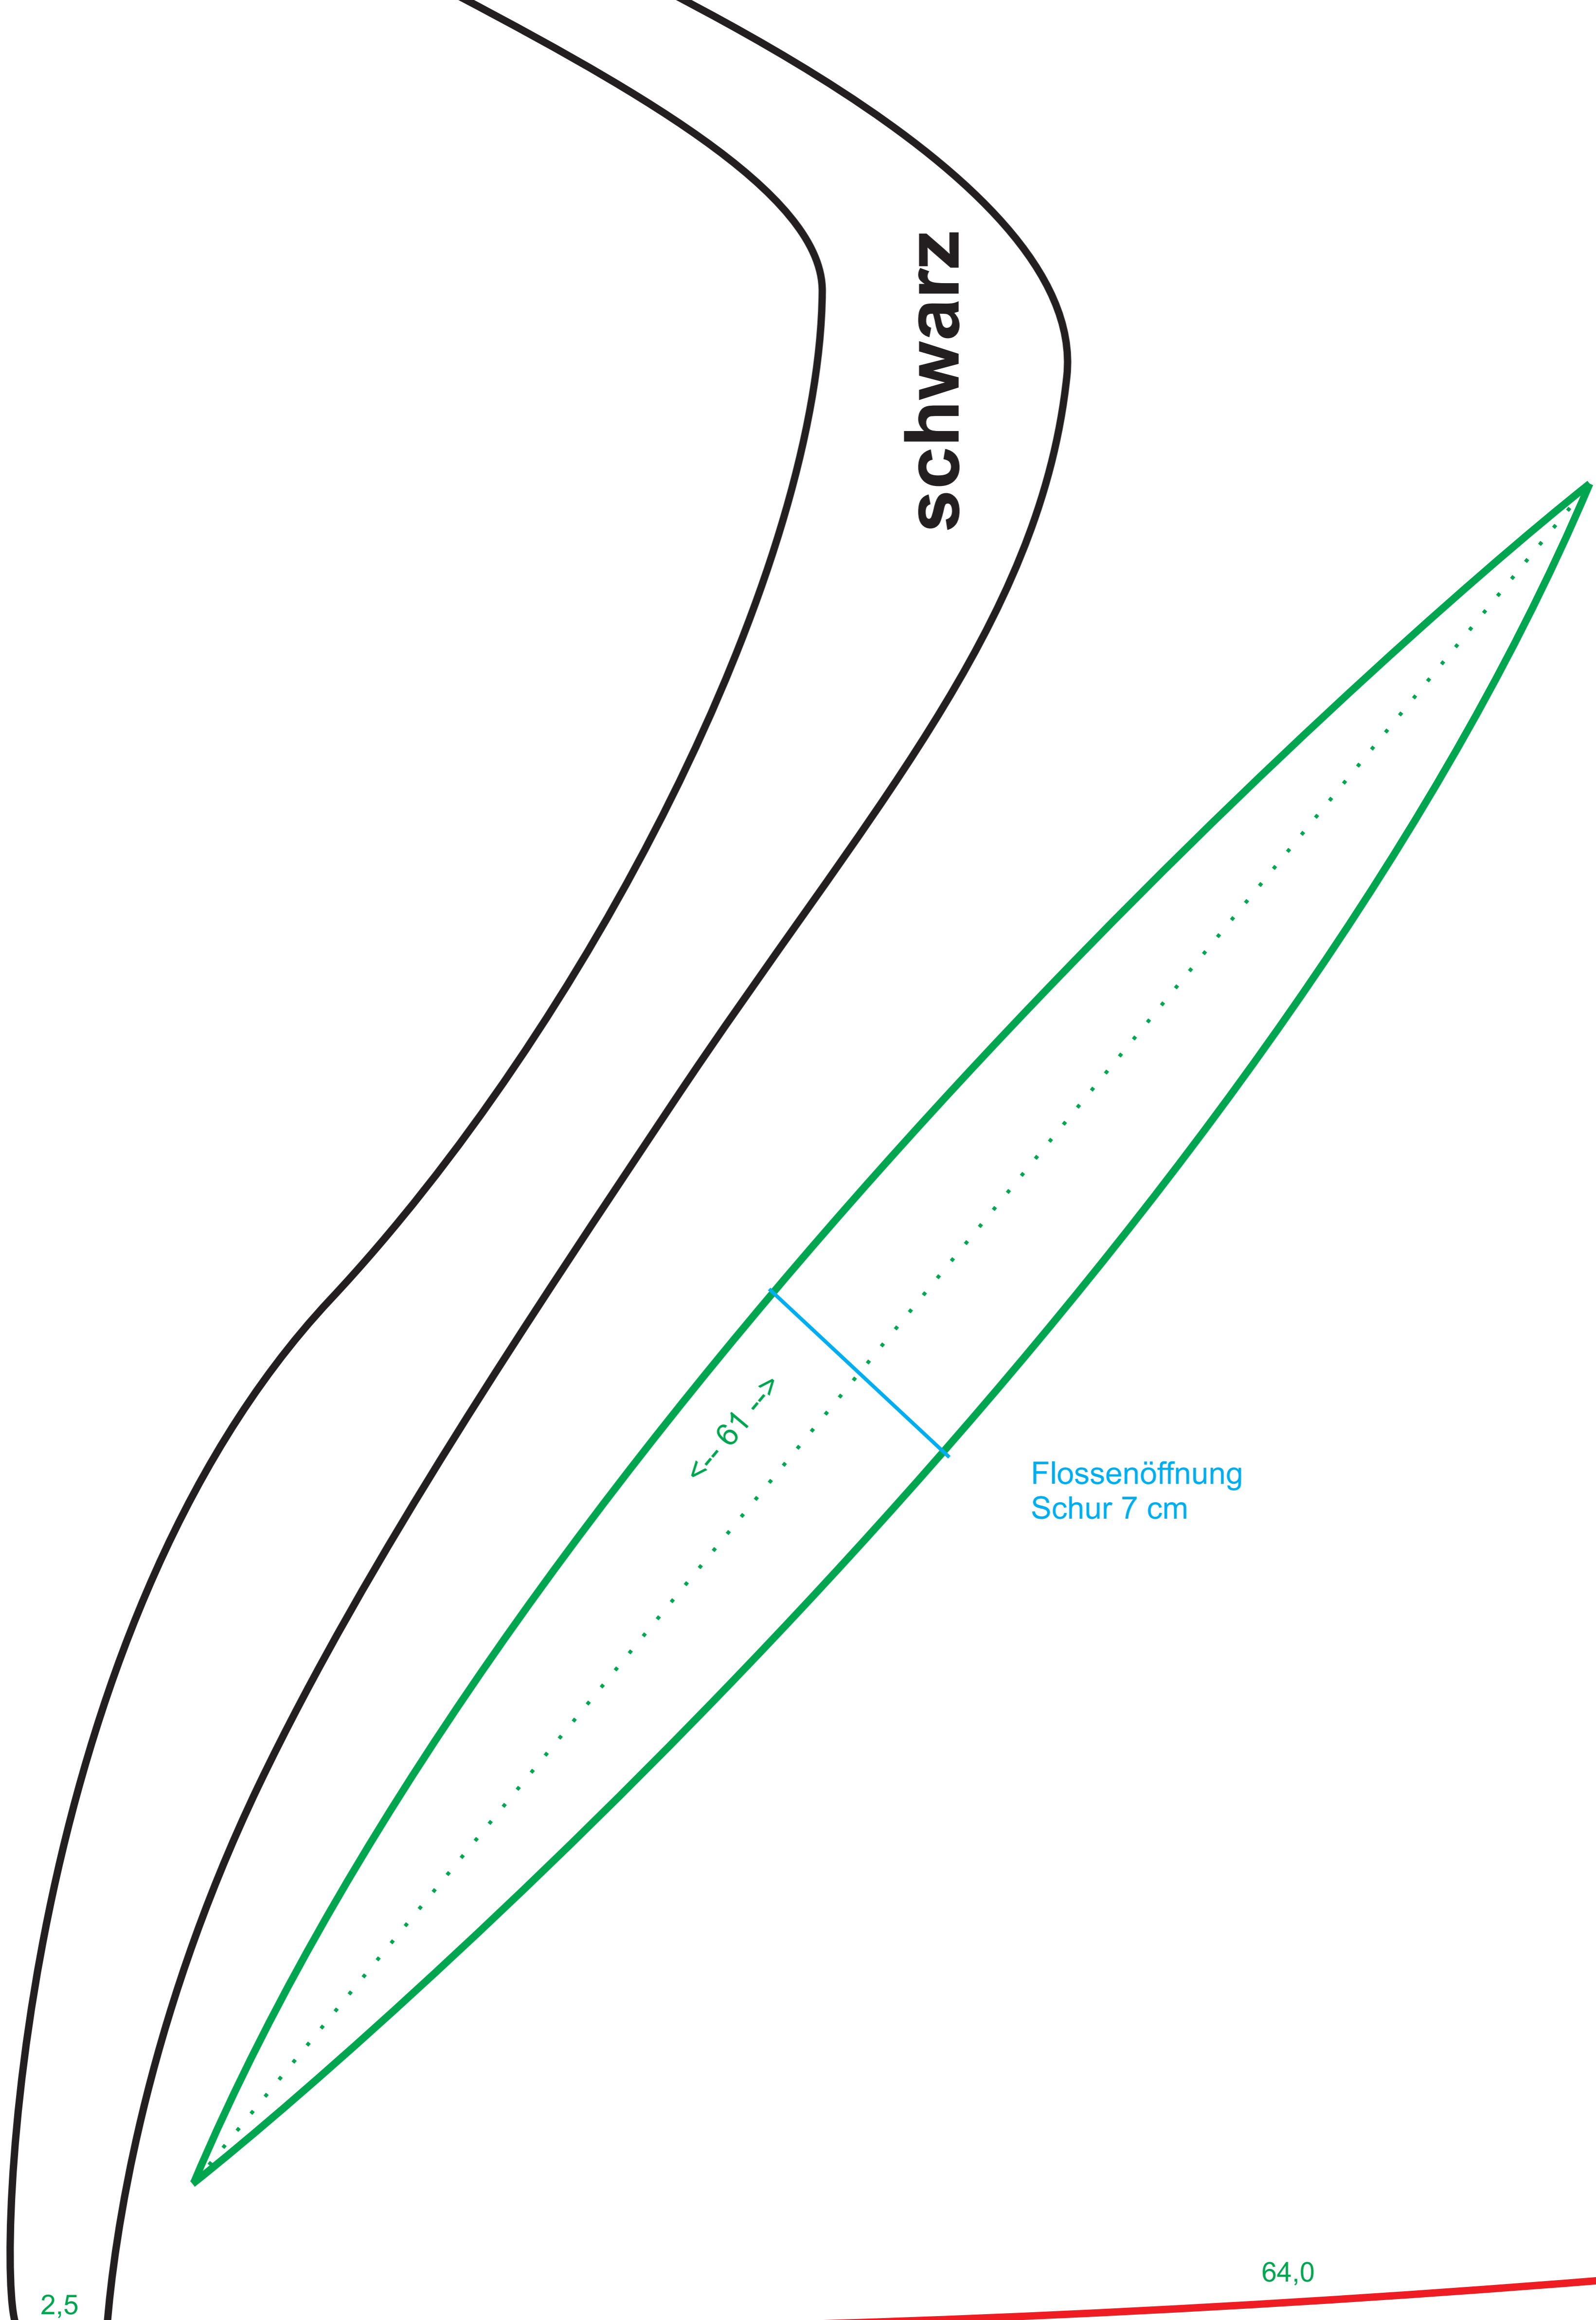 schwarz
<--61-->
Flossenöffnung
Schur 7 cm
64,0
2,5